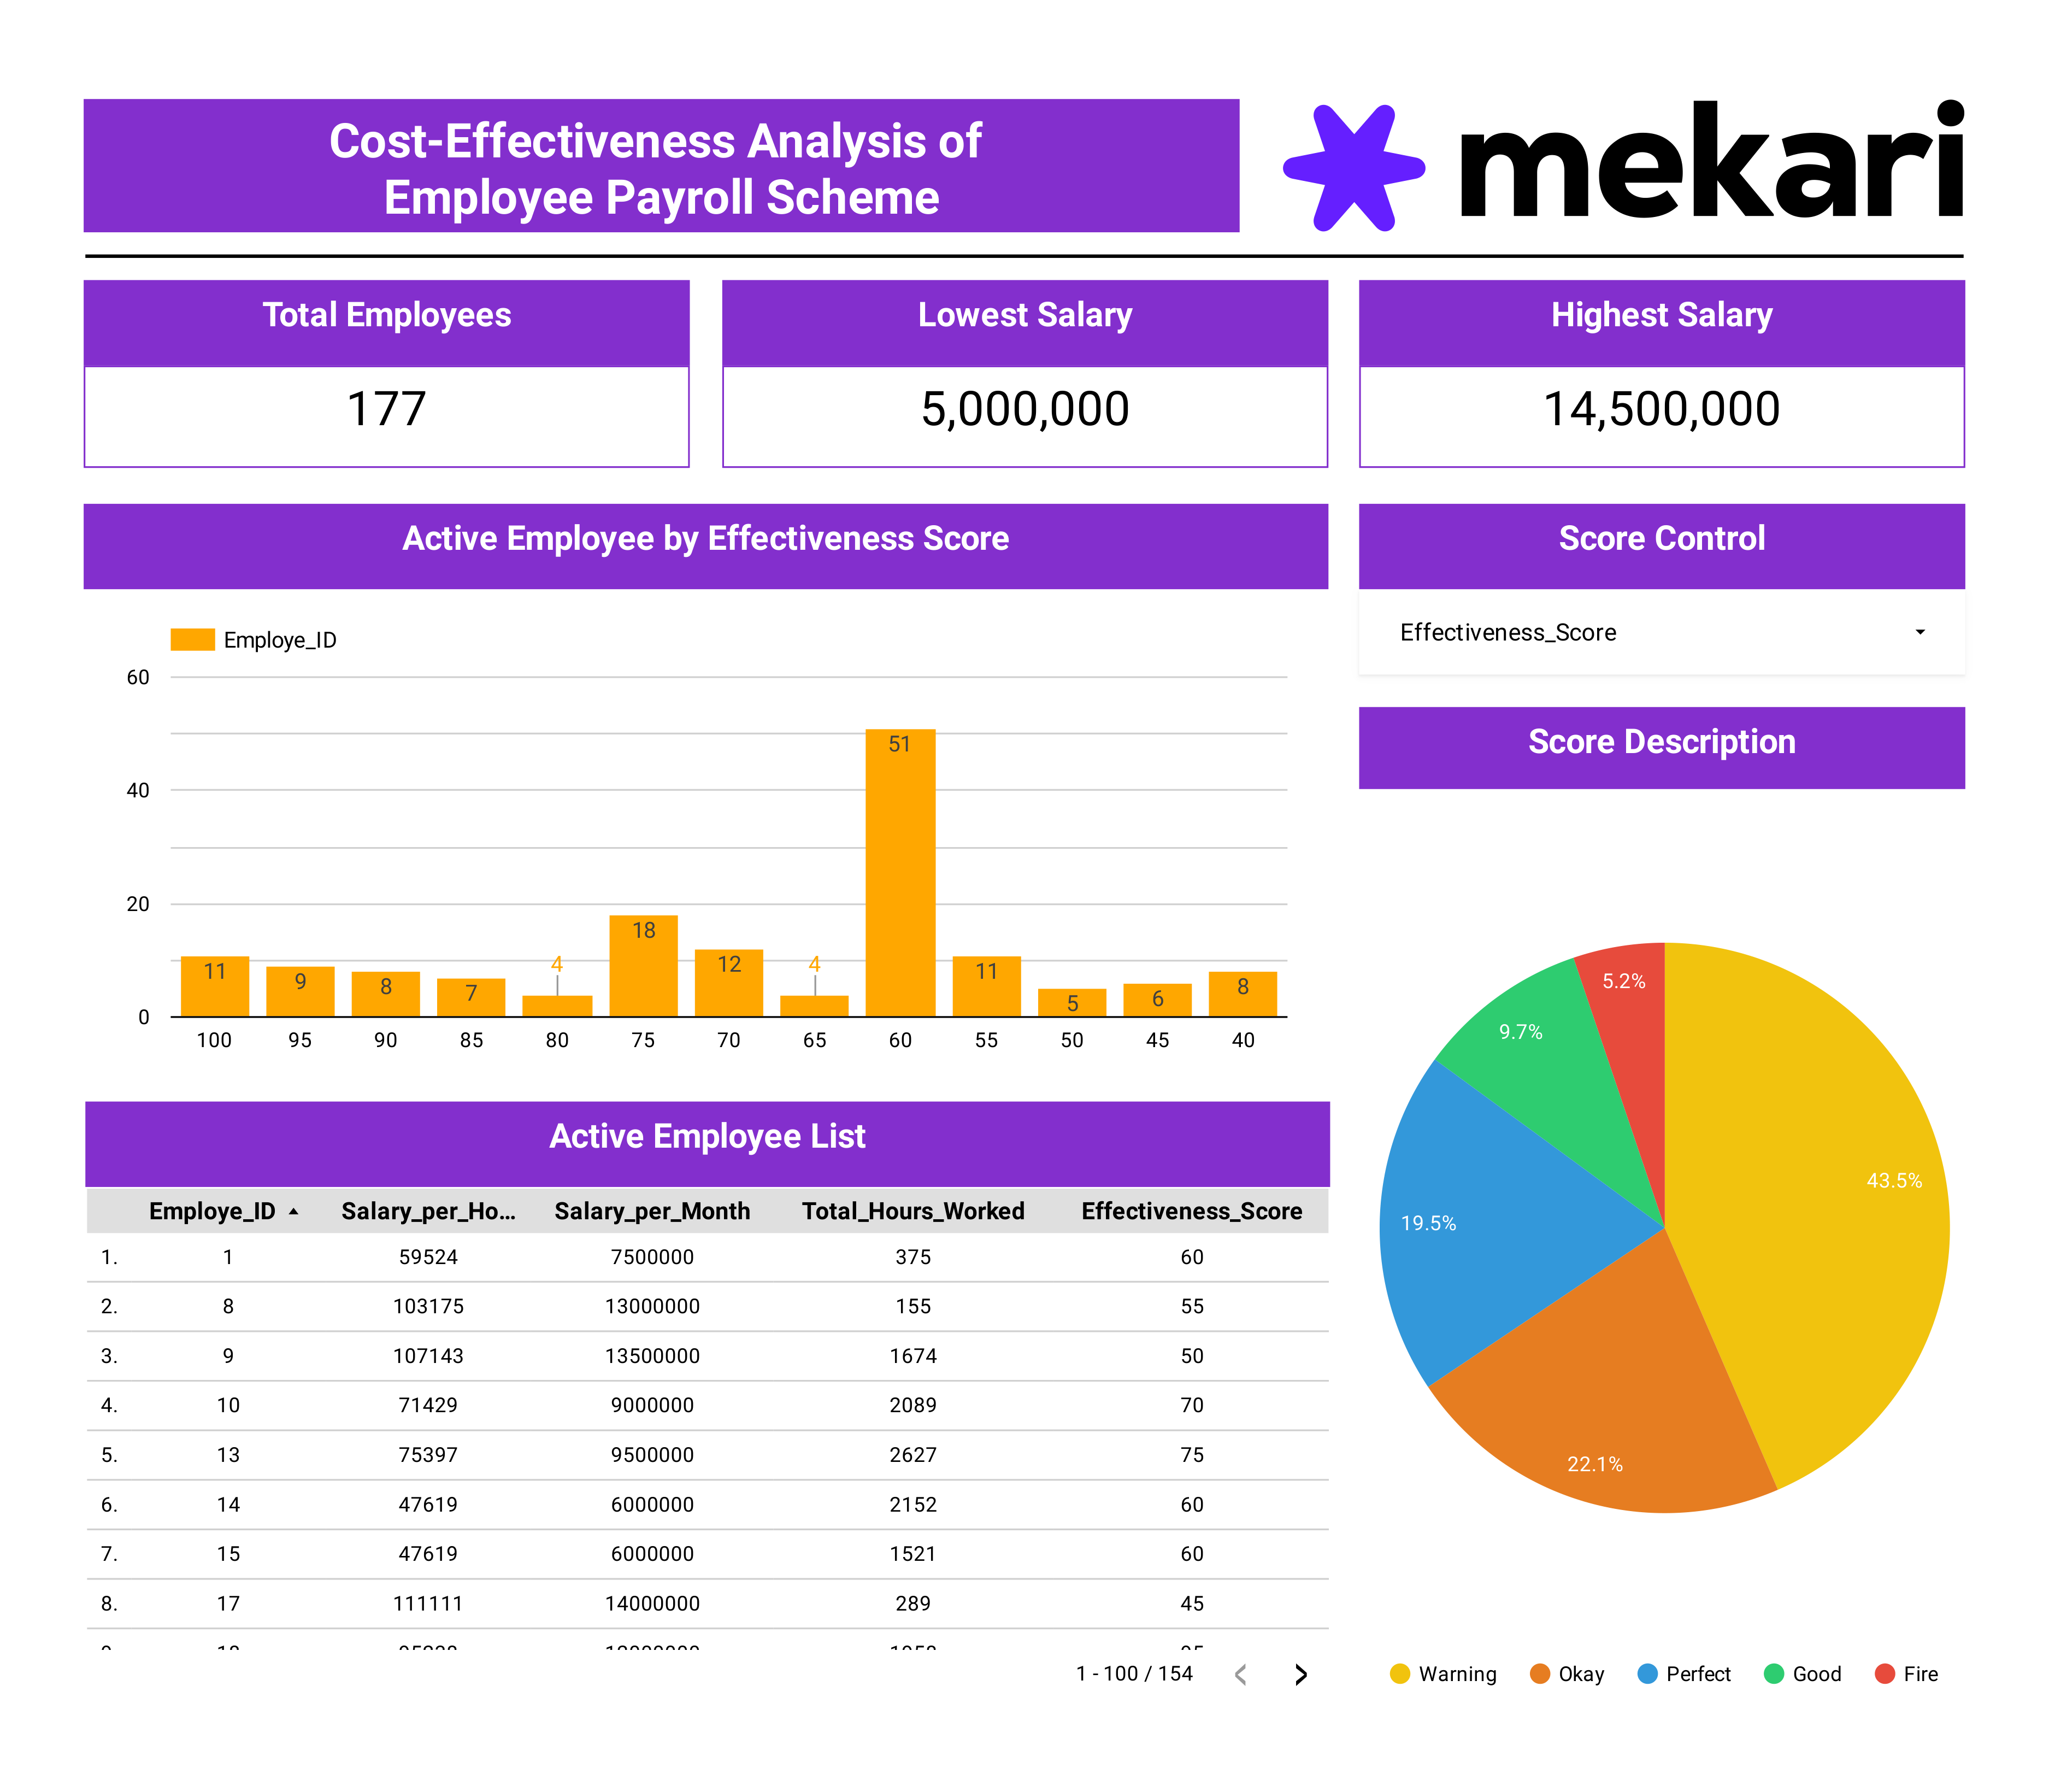 Cost-Effectiveness Analysis of
Employee Payroll Scheme
mekari
Total Employees
177
Lowest Salary
5,000,000
Highest Salary
14,500,000
Active Employee by Effectiveness Score
Employe_ID
60
40
20
0
11 9 8 7 4 18 12 4 51 11 5 6 8
100 95 90 85 80 75 70 65 60 55 50 45 40
Score Control
Effectiveness_Score
Score Description
5.2%
9.7%
43.5%
19.5%
22.1%
Warning Okay Perfect Good Fire
Active Employee List
Employe_ID Salary_per_Ho... Salary_per_Month Total_Hours_Worked Effectiveness_Score
1. 1 59524 7500000 375 60
2. 8 103175 13000000 155 55
3. 9 107143 13500000 1674 50
4. 10 71429 9000000 2089 70
5. 13 75397 9500000 2627 75
6. 14 47619 6000000 2152 60
7. 15 47619 6000000 1521 60
8. 17 111111 14000000 289 45
1 - 100 / 154